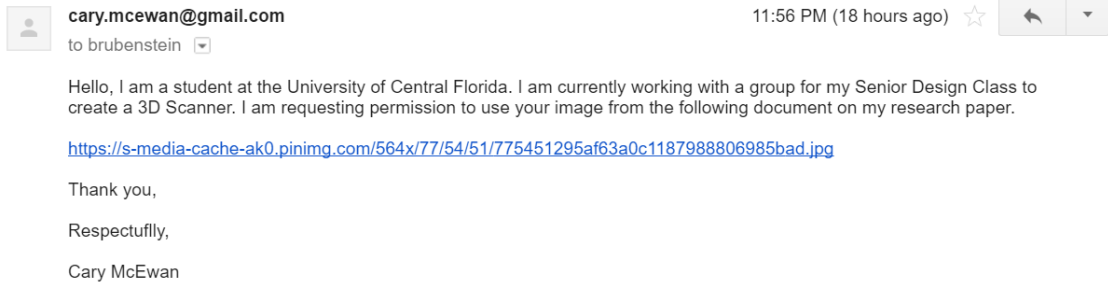 cary.mcewan@gmail.com 11:56 PM (18 hours ago)
to brubenstein
Hello, I am a student at the University of Central Florida. I am currently working with a group for my Senior Design Class to
create a 3D Scanner. I am requesting permission to use your image from the following document on my research paper.
https://s-media-cache-ak0.pinimg.com/564x/77/54/51/775451295af63a0c1187988806985bad.jpg
Thank you,
Respectuflly,
Cary McEwan